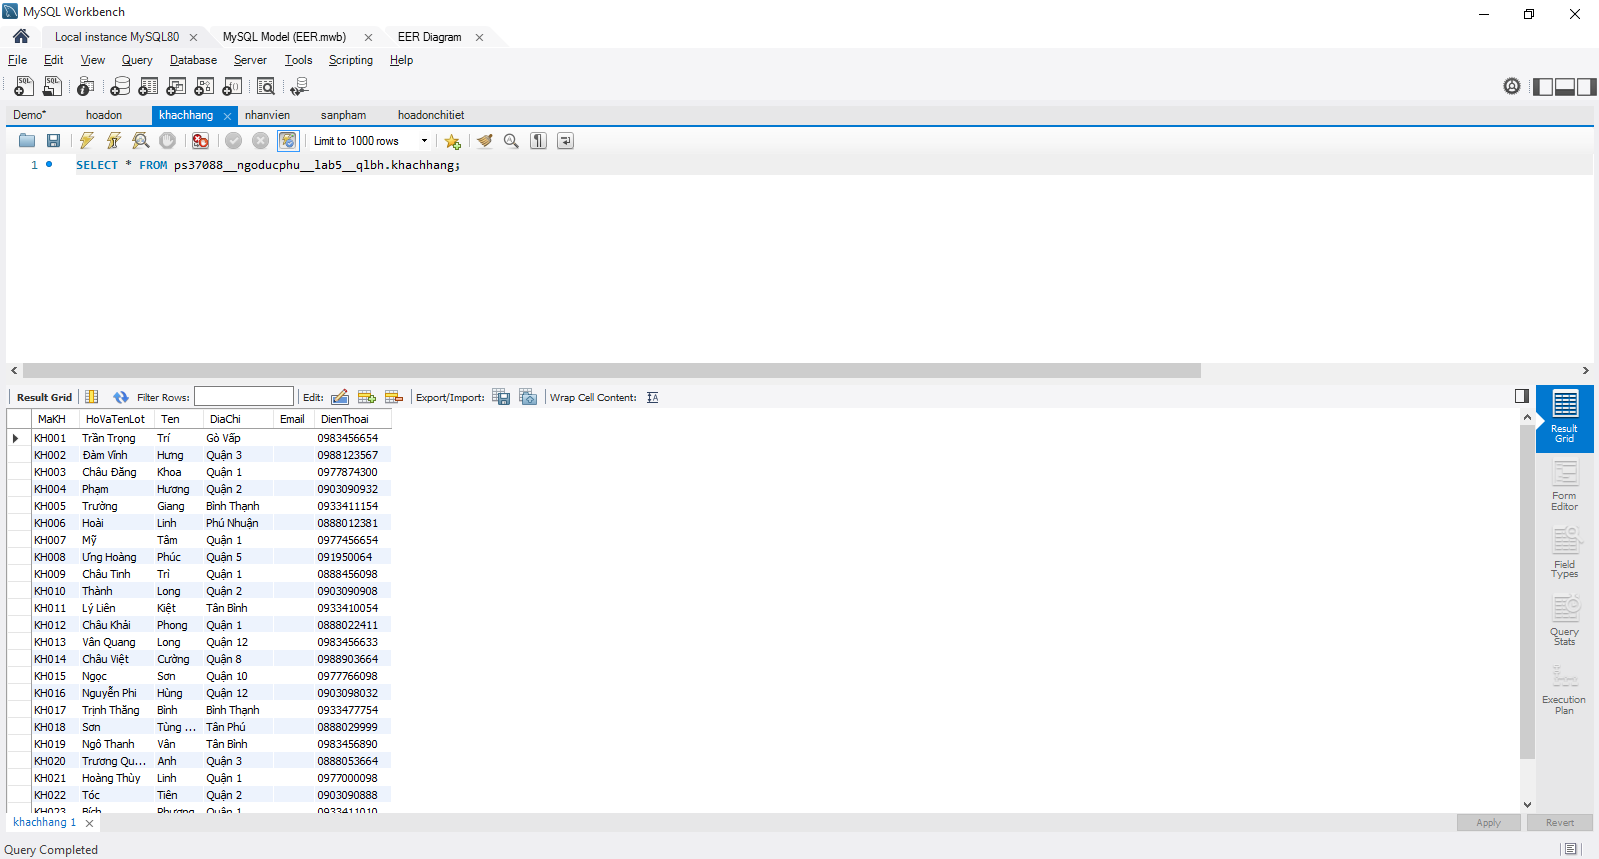 MySQL Workbench
Local instance MySQL80 MySQL Model (EER.mwb) EER Diagram
File Edit View Query Database Server Tools Scripting Help
Demo* hoadon khachhang nhanvien sanpham hoadonchitiet
Limit to 1000 rows
1 SELECT * FROM ps37088__ngoducphu__lab5__qlbh.khachhang;
Result Grid Filter Rows: Edit: Export/Import: Wrap Cell Content:
MaKH HoVaTenLot Ten DiaChi Email DienThoai
KH001 Trần Trọng Trí Gò Vấp 0983456654
KH002 Đàm Vĩnh Hưng Quận 3 0988123567
KH003 Châu Đăng Khoa Quận 1 0977874300
KH004 Phạm Hương Quận 2 0903090932
KH005 Trường Giang Bình Thạnh 0933411154
KH006 Hoài Linh Phú Nhuận 0888012381
KH007 Mỹ Tâm Quận 1 0977456654
KH008 Ưng Hoàng Phúc Quận 5 091950064
KH009 Châu Tinh Trì Quận 1 0888456098
KH010 Thành Long Quận 2 0903090908
KH011 Lý Liên Kiệt Tân Bình 0933410054
KH012 Châu Khải Phong Quận 1 0888022411
KH013 Vân Quang Long Quận 12 0983456633
KH014 Châu Việt Cường Quận 8 0988903664
KH015 Ngọc Sơn Quận 10 0977766098
KH016 Nguyễn Phi Hùng Quận 12 0903098032
KH017 Trịnh Thăng Bình Bình Thạnh 0933477754
KH018 Sơn Tùng ... Tân Phú 0888029999
KH019 Ngô Thanh Vân Tân Bình 0983456890
KH020 Trương Qu... Anh Quận 3 0888053664
KH021 Hoàng Thùy Linh Quận 1 0977000098
KH022 Tóc Tiên Quận 2 0903090888
KH023 Bích Phương Quận 1 0933411010
Result
Grid
Form
Editor
Field
Types
Query
Stats
Execution
Plan
khachhang 1 Apply Revert
Query Completed